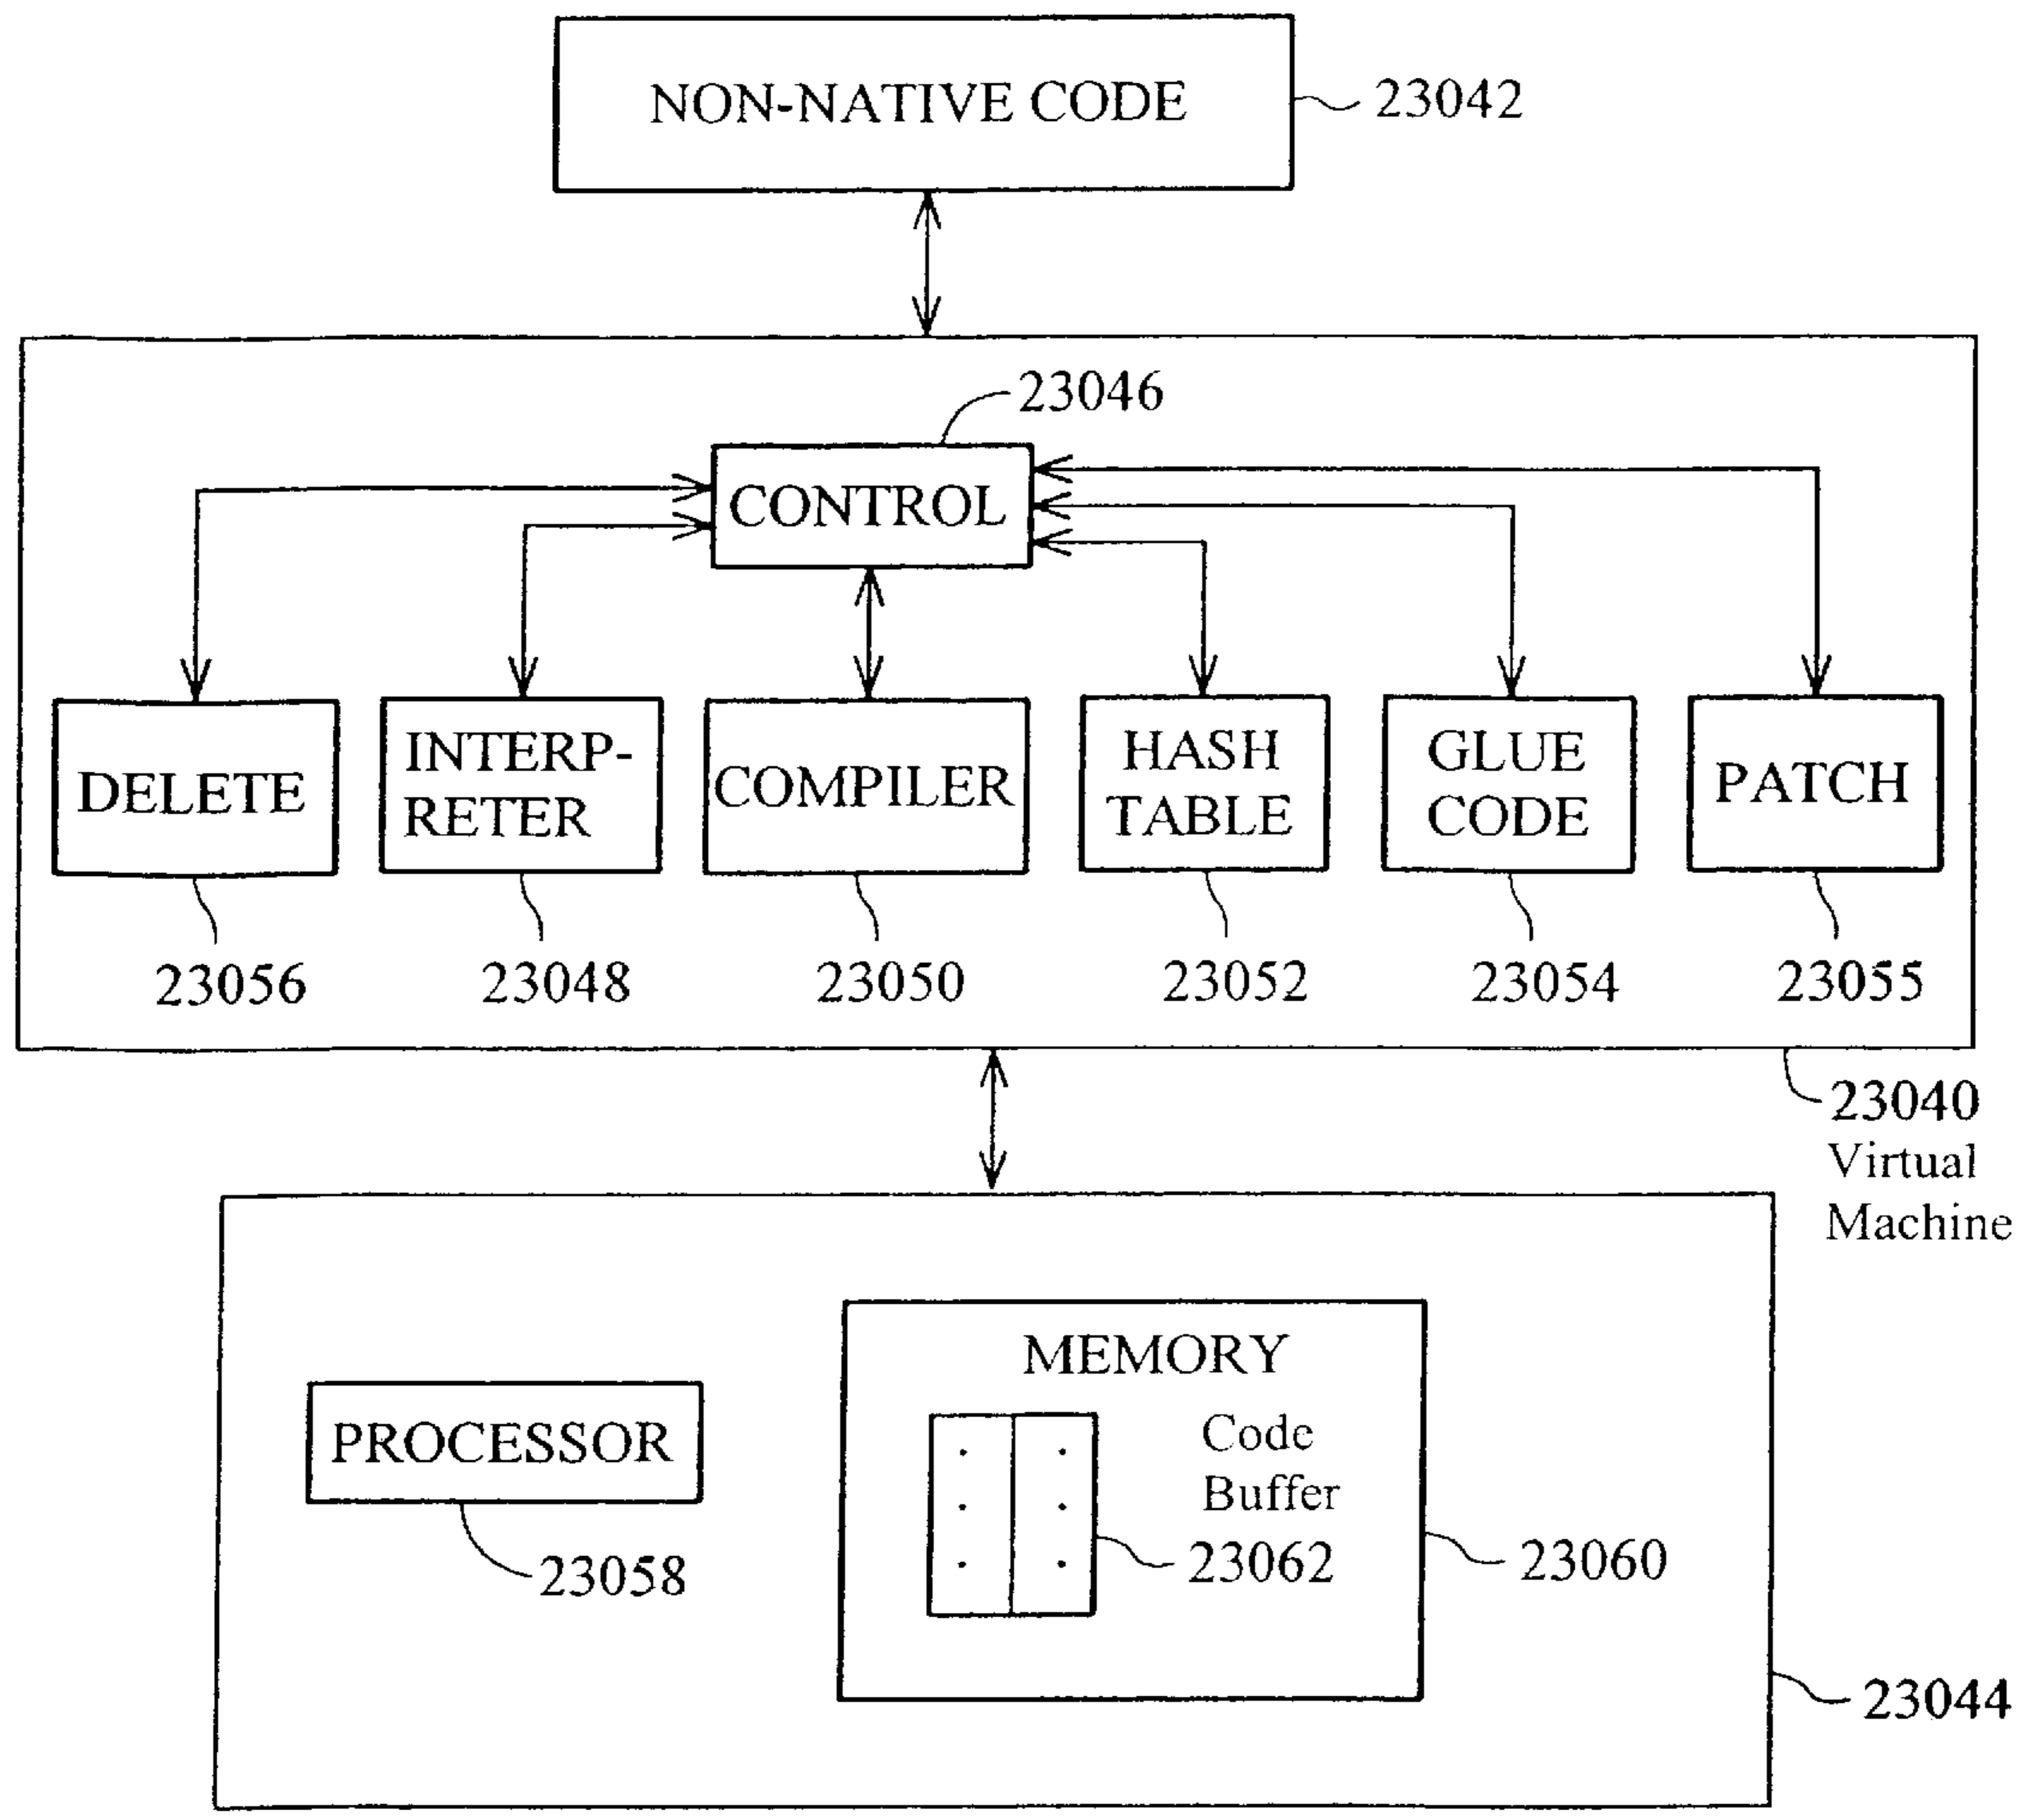 NON-NATIVE CODE
23042
23046
CONTROL
DELETE
INTERP-
RETER
COMPILER
HASH
TABLE
GLUE
CODE
PATCH
23056
23048
23050
23052
23054
23055
23040
Virtual
Machine
MEMORY
PROCESSOR
Code
Buffer
23062
23060
23058
23044